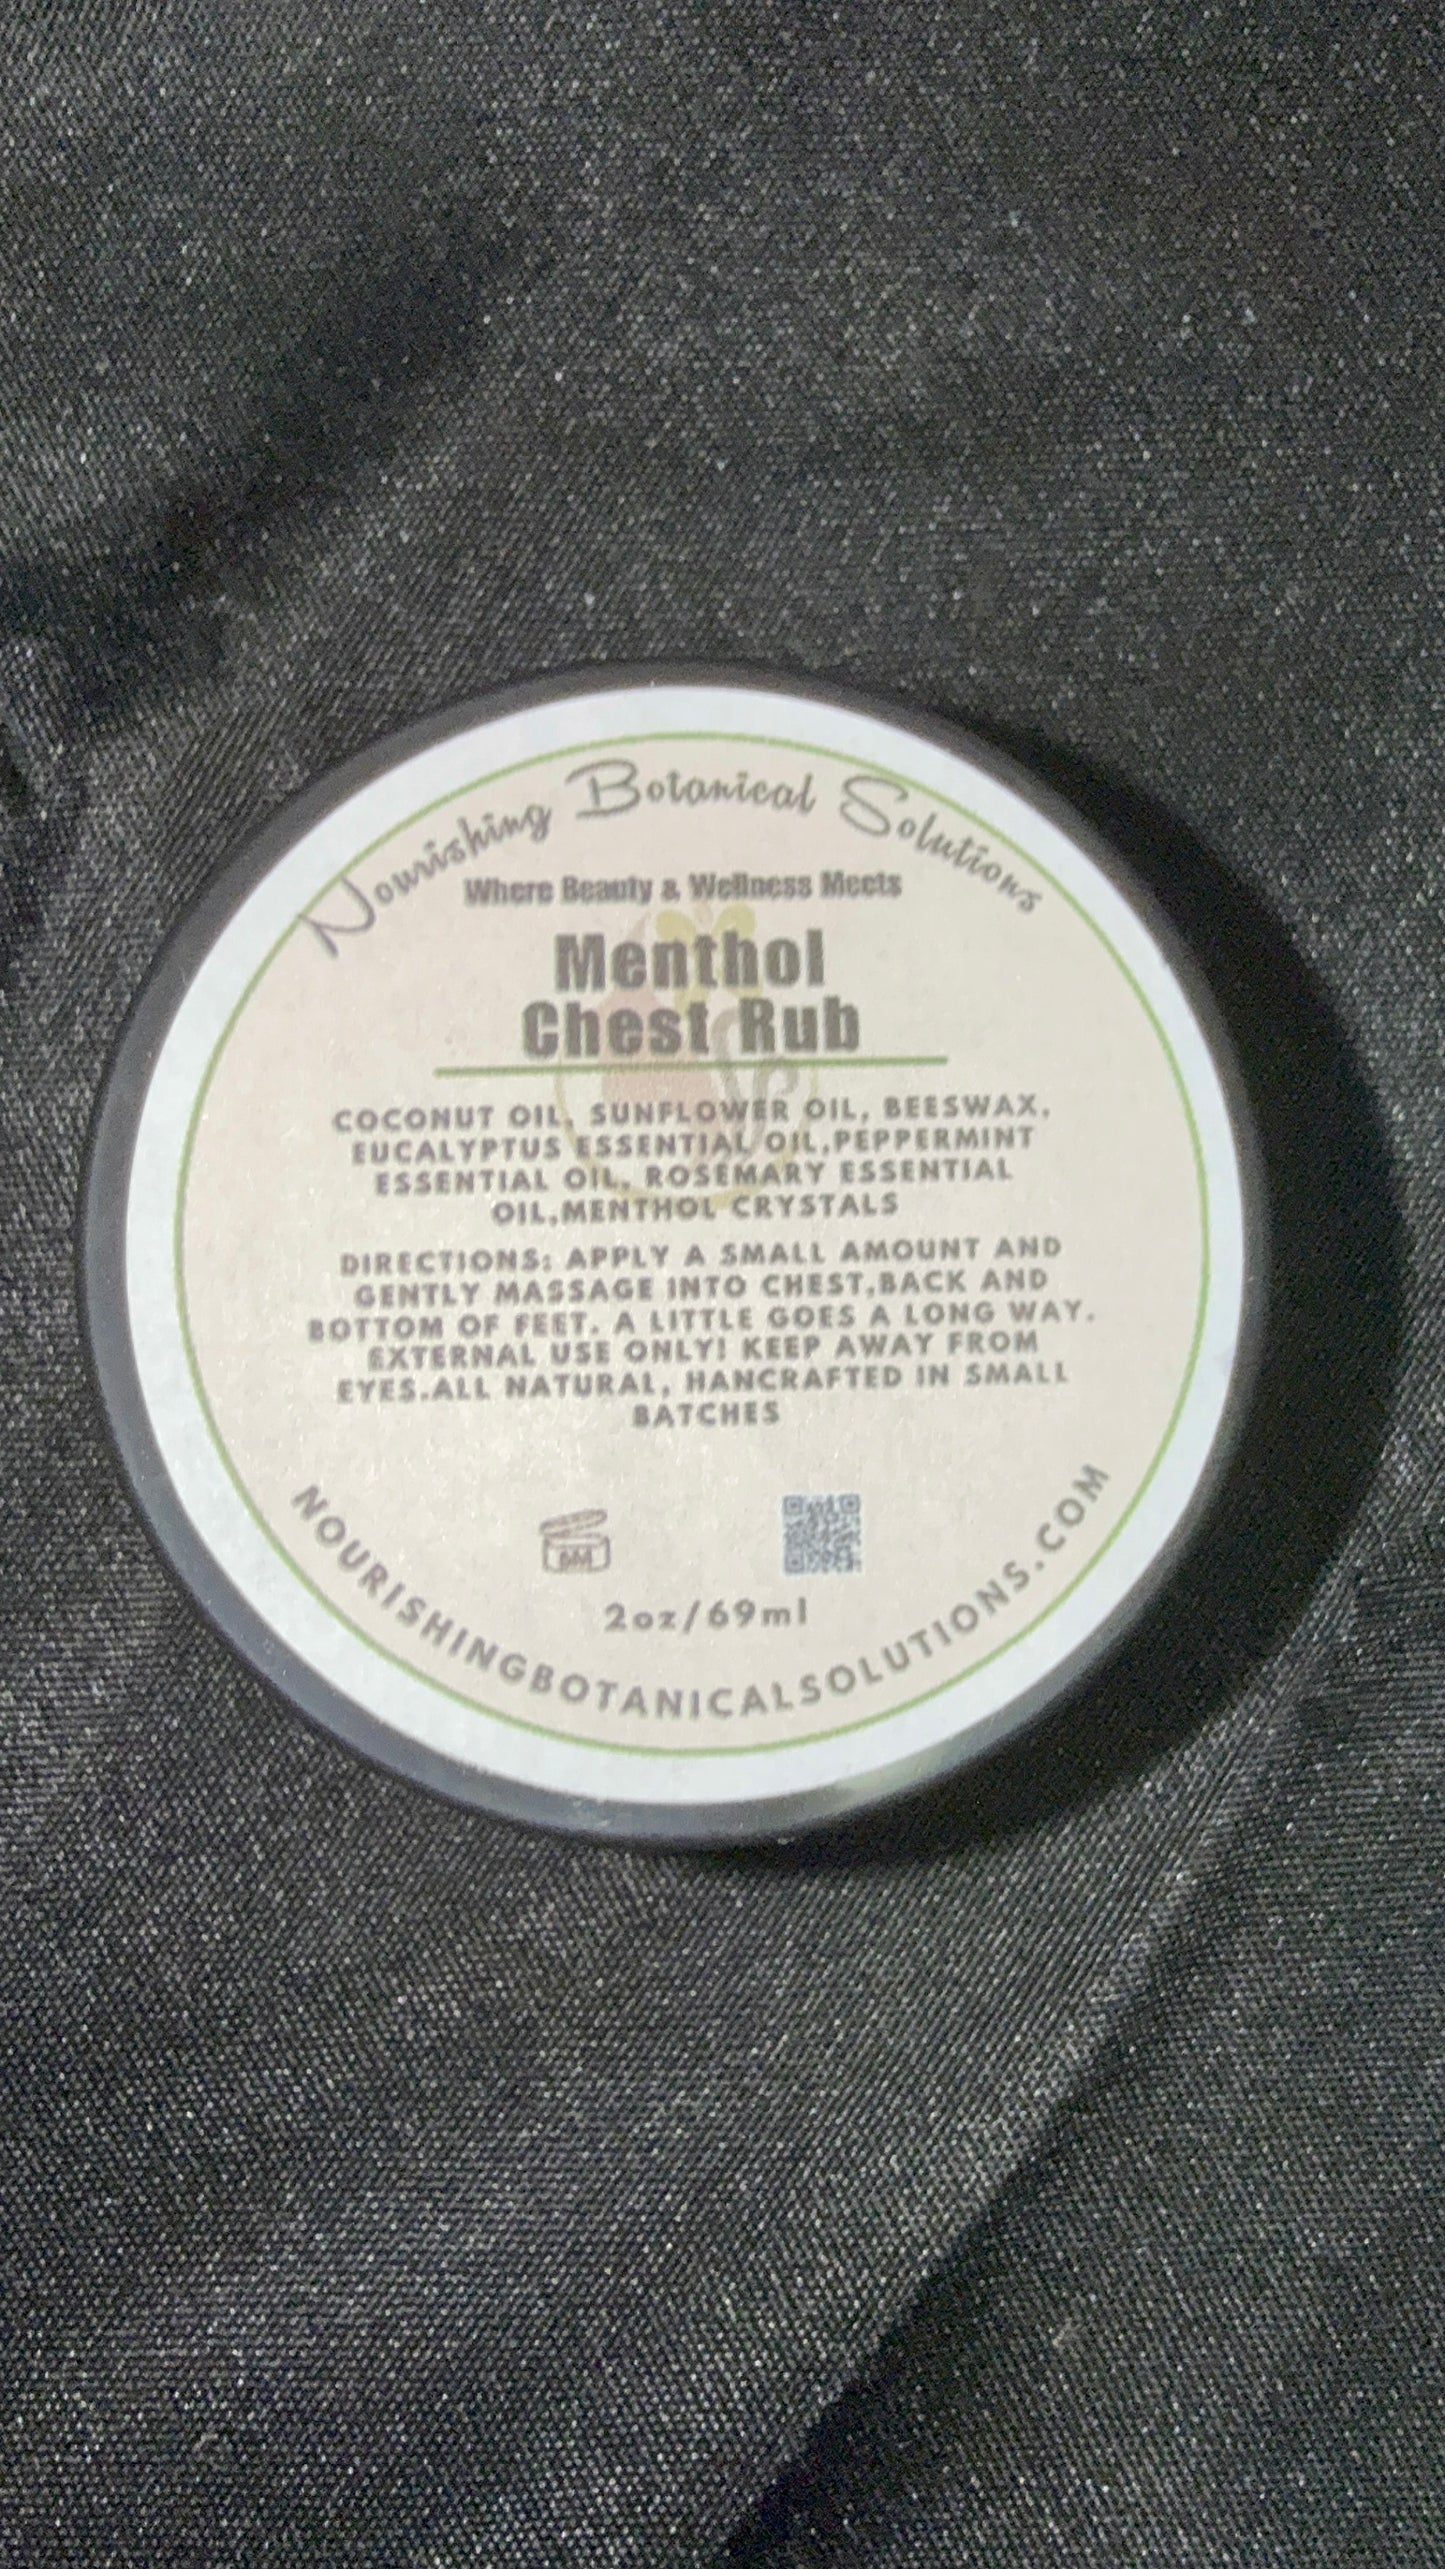 Nourishing Botanical Solutions
Where Beauty & Wellness Meets
Menthol
Chest Rub
COCONUT OIL, SUNFLOWER OIL, BEESWAX,
EUCALYPTUS ESSENTIAL OIL,PEPPERMINT
ESSENTIAL OIL, ROSEMARY ESSENTIAL
OIL,MENTHOL CRYSTALS
DIRECTIONS: APPLY A SMALL AMOUNT AND
GENTLY MASSAGE INTO CHEST,BACK AND
BOTTOM OF FEET. A LITTLE GOES A LONG WAY.
EXTERNAL USE ONLY! KEEP AWAY FROM
EYES.ALL NATURAL, HANCRAFTED IN SMALL
BATCHES
2oz/69ml
NOURISHINGBOTANICALSOLUTIONS.COM